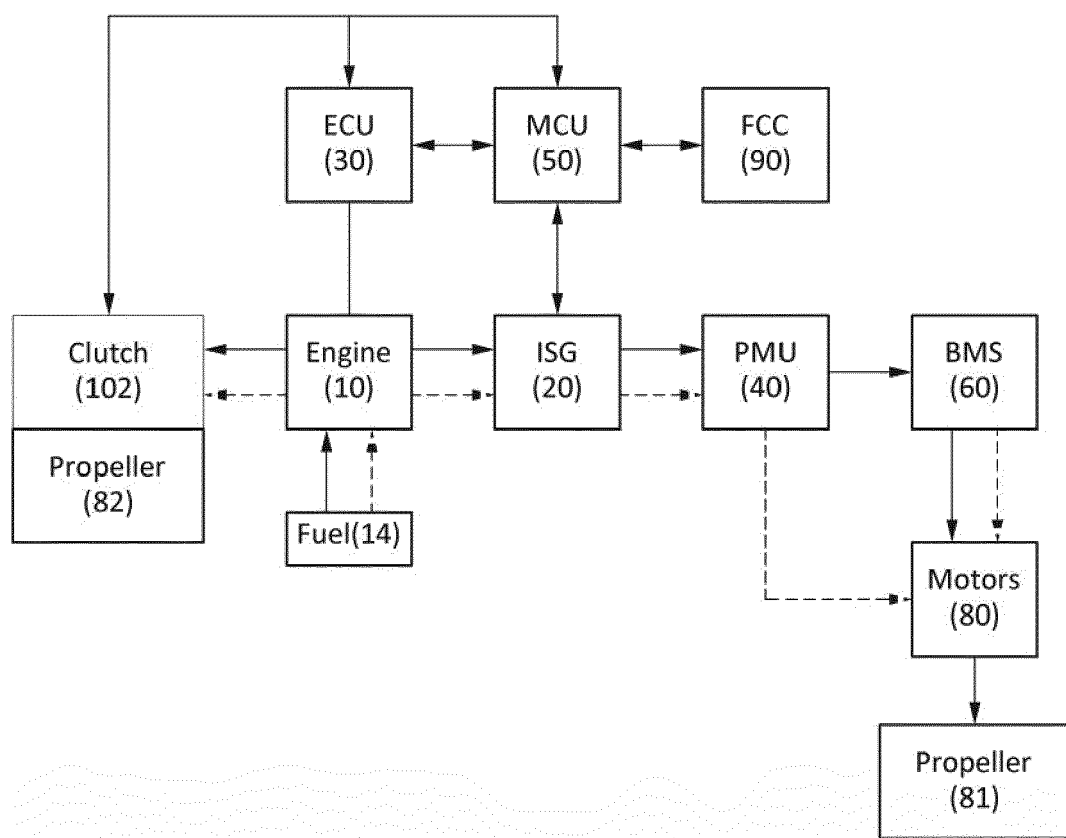 ECU
(30)
MCU
(50)
FCC
(90)
Clutch
(102)
Engine
(10)
ISG
(20)
PMU
(40)
BMS
(60)
Propeller
(82)
Fuel(14)
Motors
(80)
Propeller
(81)